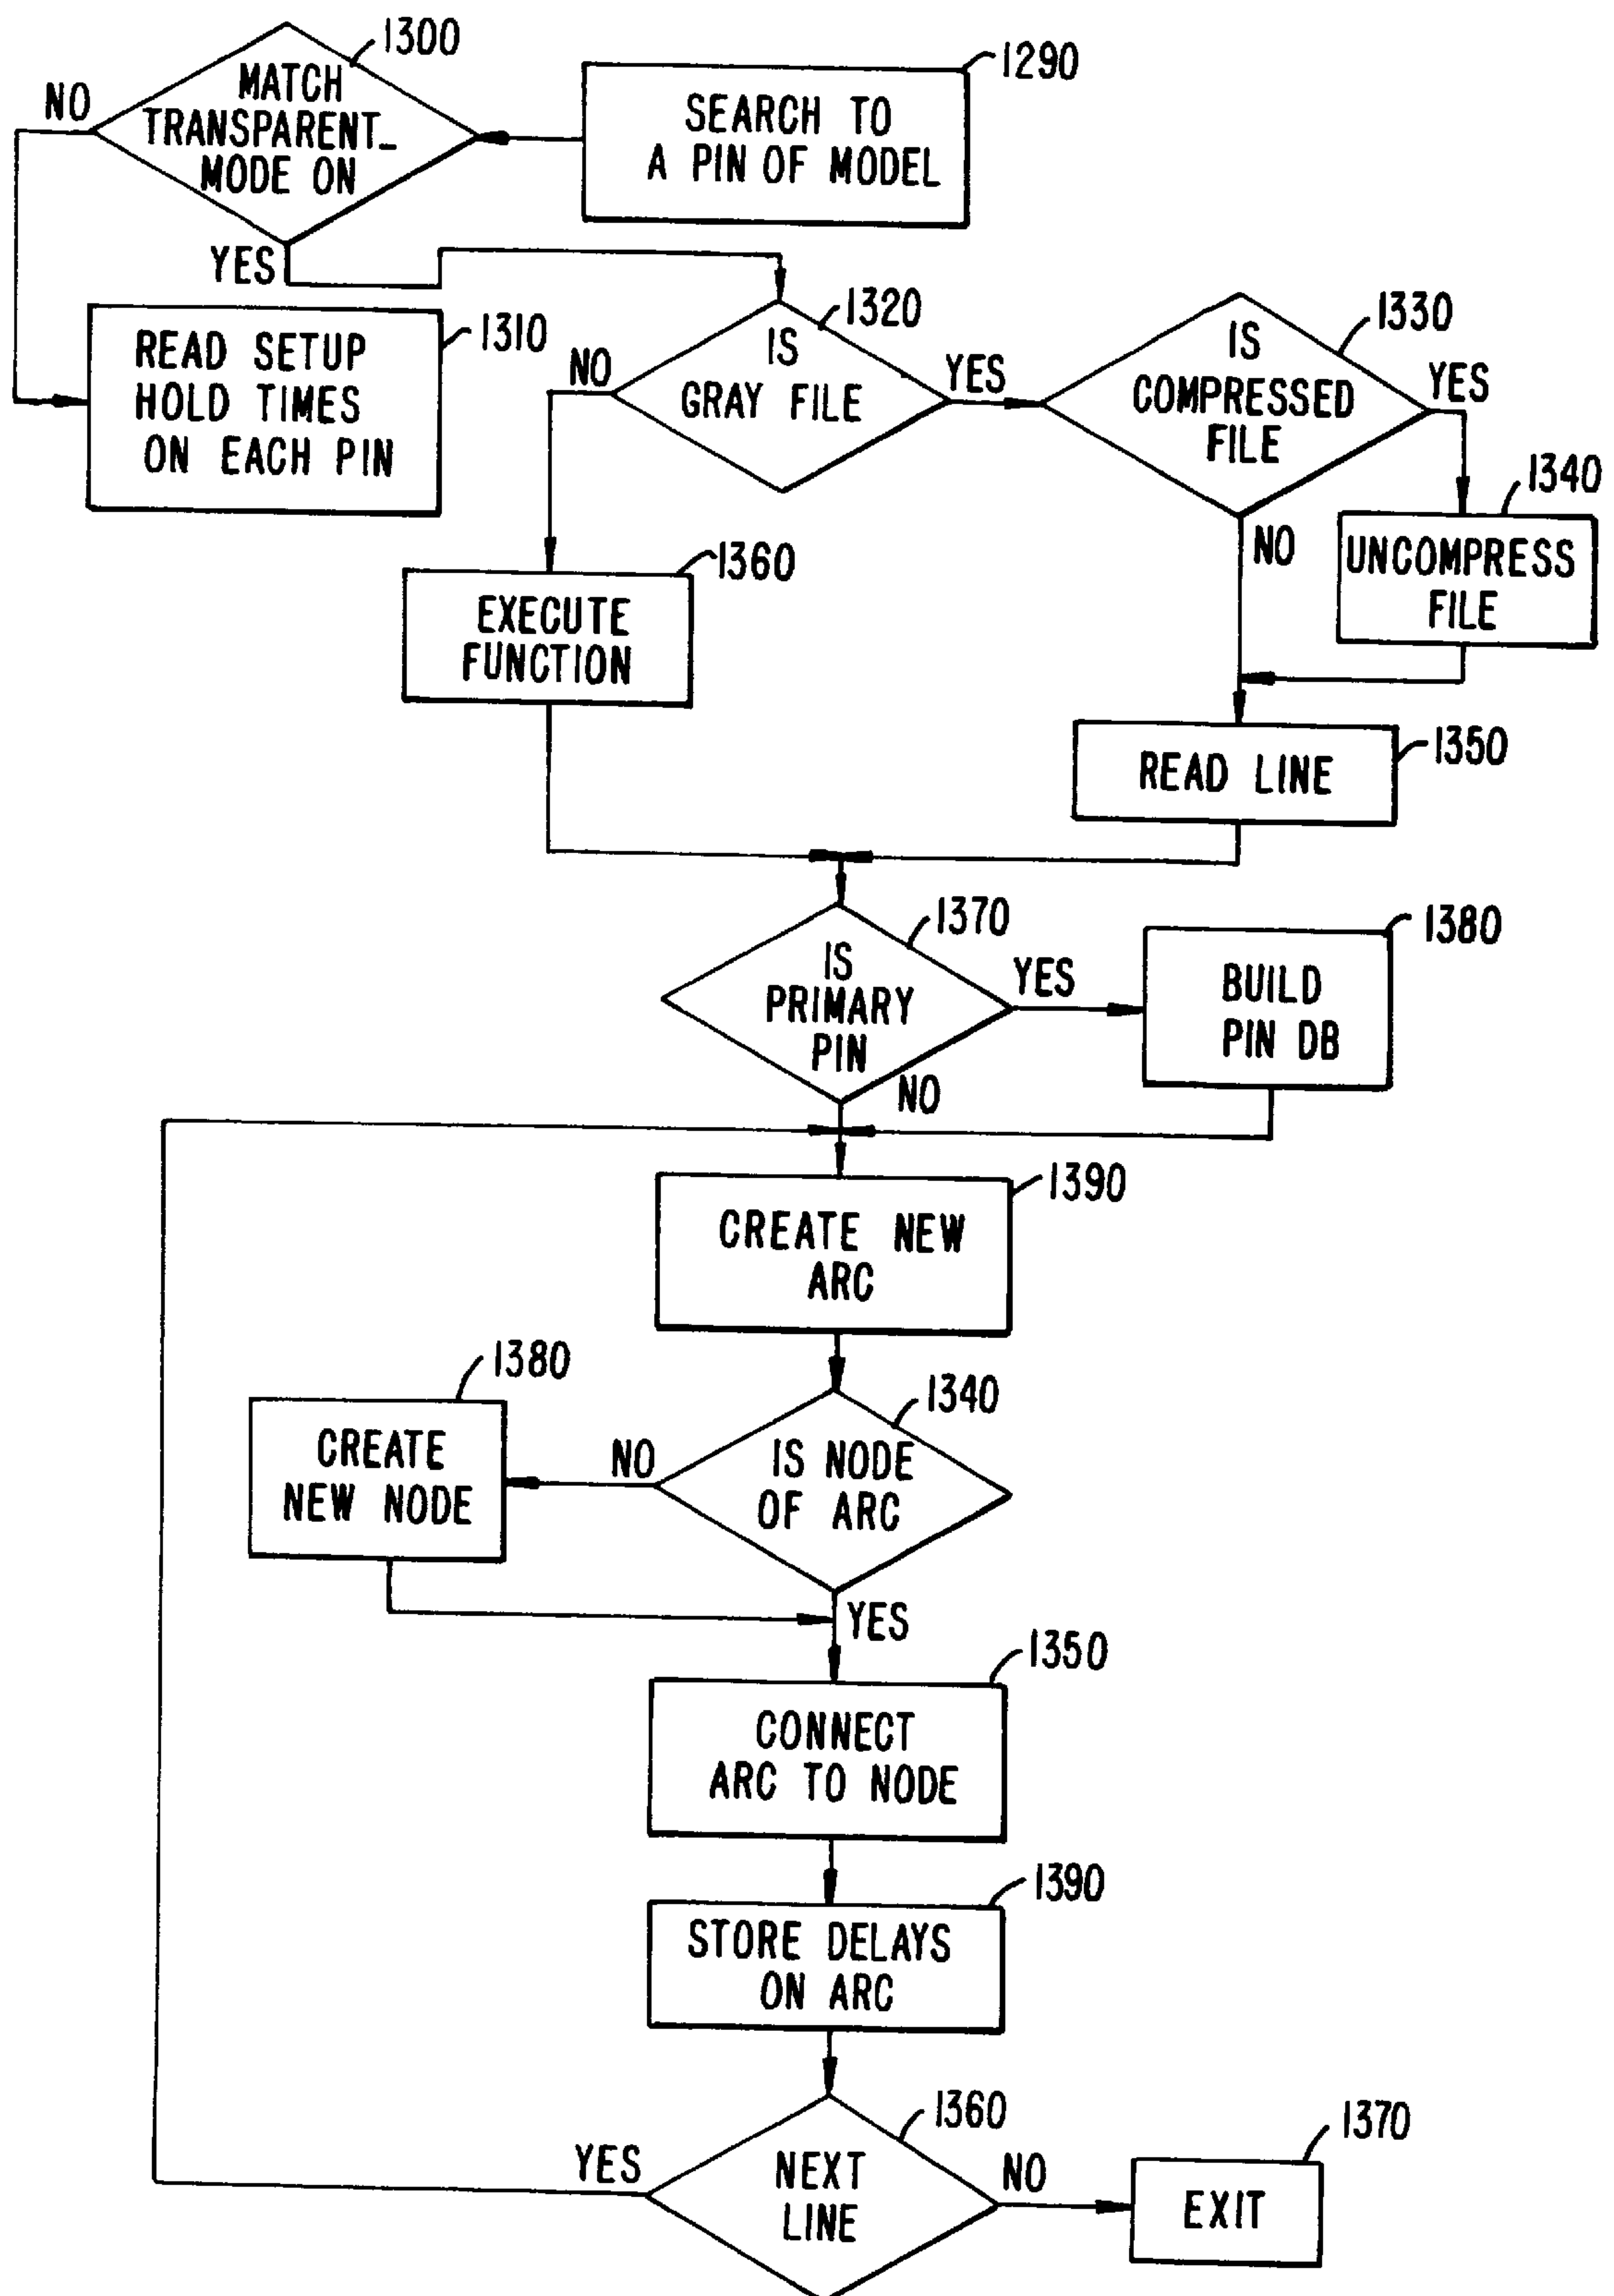 1300
MATCH
TRANSPARENT_
MODE ON
NO
YES
1290
SEARCH TO
A PIN OF MODEL
1310
READ SETUP
HOLD TIMES
ON EACH PIN
1320
IS
GRAY FILE
NO
YES
1330
IS
COMPRESSED
FILE
YES
NO
1340
UNCOMPRESS
FILE
1360
EXECUTE
FUNCTION
1350
READ LINE
1370
IS
PRIMARY
PIN
YES
NO
1380
BUILD
PIN DB
1390
CREATE NEW
ARC
1380
CREATE
NEW NODE
1340
IS NODE
OF ARC
NO
YES
1350
CONNECT
ARC TO NODE
1390
STORE DELAYS
ON ARC
1360
NEXT
LINE
YES
NO
1370
EXIT